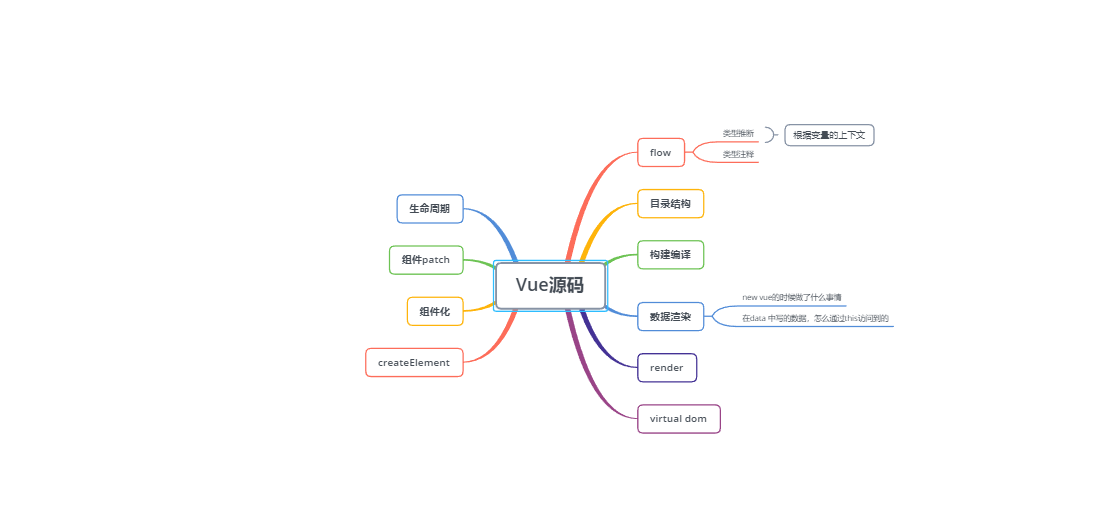 Vue源码
flow
类型推断
根据变量的上下文
类型注释
目录结构
构建编译
数据渲染
new vue的时候做了什么事情
在data 中写的数据，怎么通过this访问到的
render
virtual dom
生命周期
组件patch
组件化
createElement